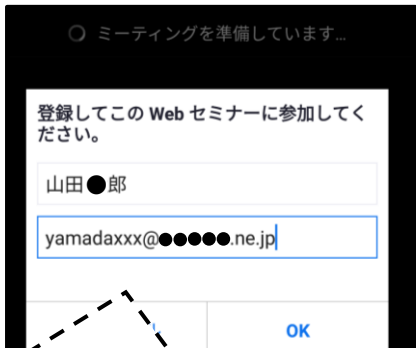 ミーティングを準備しています...
登録してこの Web セミナーに参加してく
ださい。
山田●郎
yamadaxxx@●●●●●.ne.jp
OK